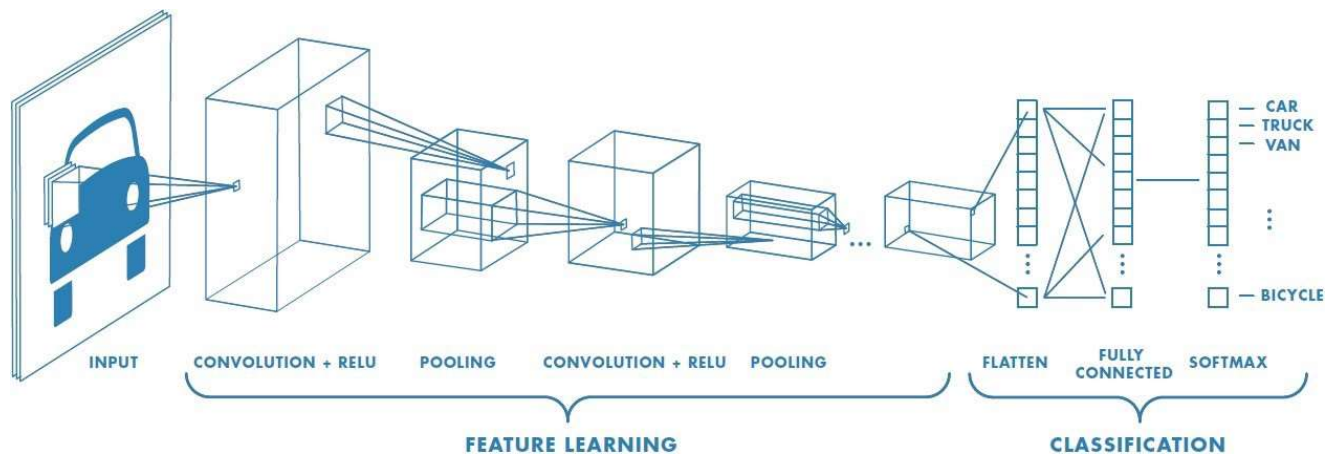 CAR
TRUCK
VAN
BICYCLE
INPUT
CONVOLUTION + RELU
POOLING
CONVOLUTION + RELU
POOLING
FLATTEN
FULLY
CONNECTED
SOFTMAX
FEATURE LEARNING
CLASSIFICATION